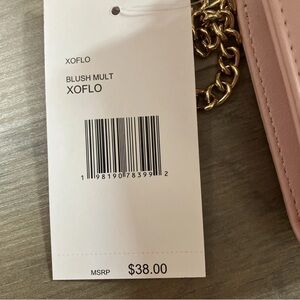 XOFLO
BLUSH MULT
XOFLO
1 98190 78399 2
MSRP $38.00